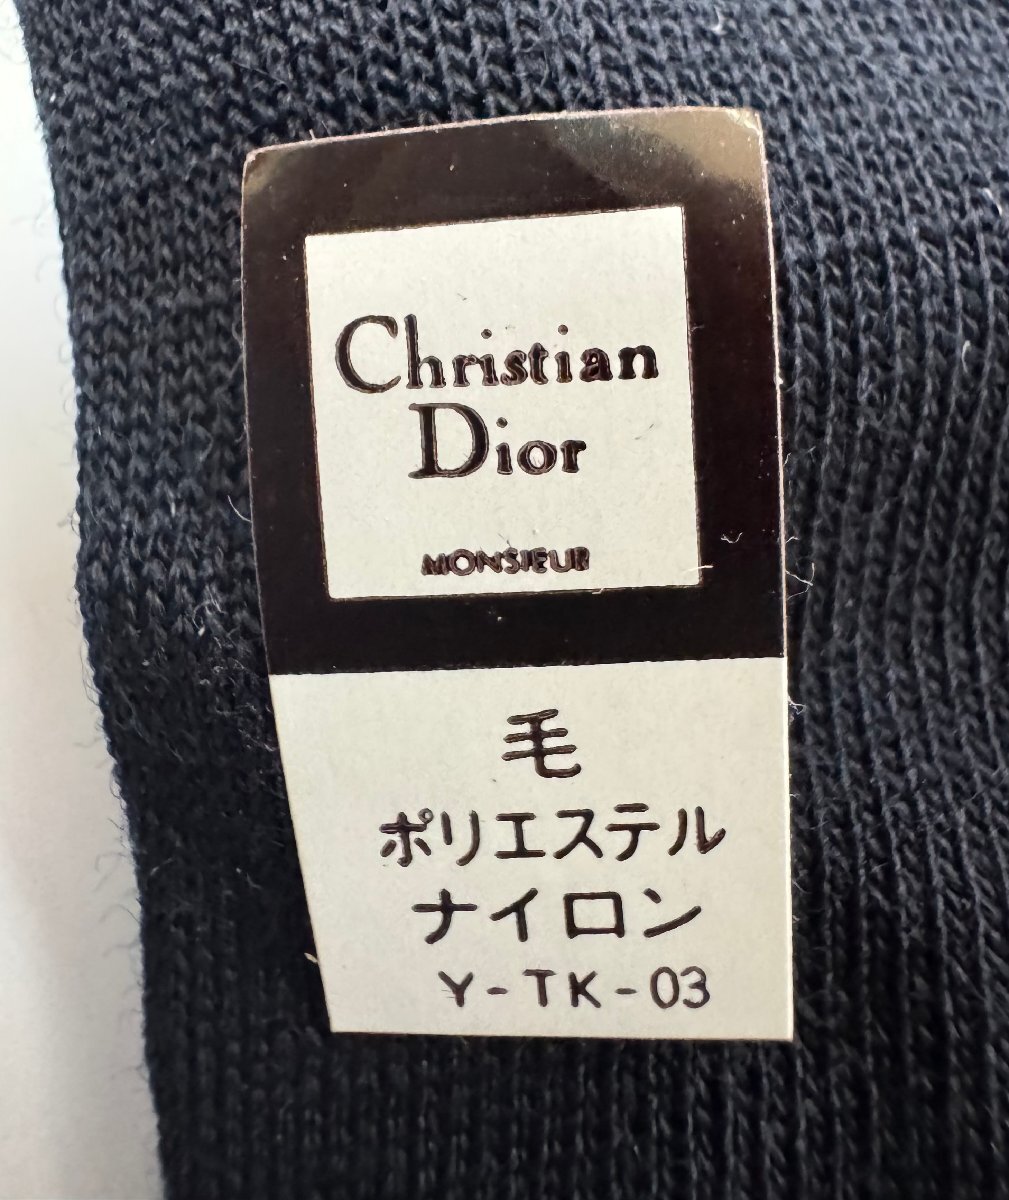 Christian
Dior
MONSIEUR
毛
ポリエステル
ナイロン
Y-TK-03